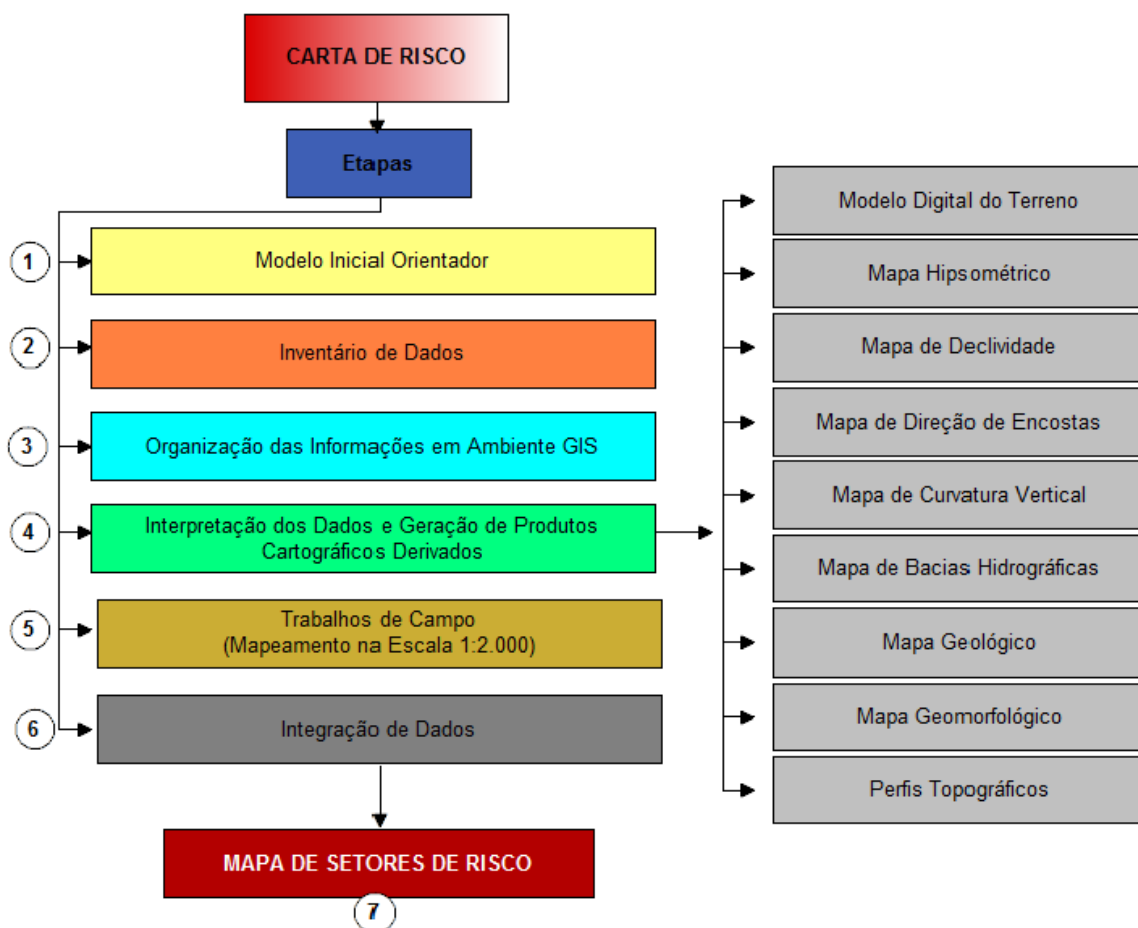 CARTA DE RISCO
Etapas
1
Modelo Inicial Orientador
2
Inventário de Dados
3
Organização das Informações em Ambiente GIS
4
Interpretação dos Dados e Geração de Produtos
Cartográficos Derivados
5
Trabalhos de Campo
(Mapeamento na Escala 1:2.000)
6
Integração de Dados
MAPA DE SETORES DE RISCO
7
Modelo Digital do Terreno
Mapa Hipsométrico
Mapa de Declividade
Mapa de Direção de Encostas
Mapa de Curvatura Vertical
Mapa de Bacias Hidrográficas
Mapa Geológico
Mapa Geomorfológico
Perfis Topográficos